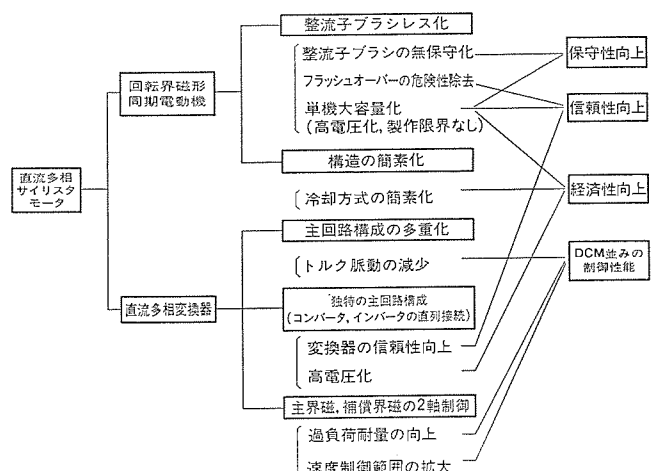 整流子ブラシレス化
整流子ブラシの無保守化
フラッシュオーバーの危険性除去
単機大容量化
(高電圧化,製作限界なし)
回転界磁形
同期電動機
構造の簡素化
冷却方式の簡素化
直流多相
サイリスタ
モータ
主回路構成の多重化
トルク脈動の減少
直流多相変換器
独特の主回路構成
(コンバータ,インバータの直列接続)
変換器の信頼性向上
高電圧化
主界磁,補償界磁の2軸制御
過負荷耐量の向上
速度制御範囲の拡大
保守性向上
信頼性向上
経済性向上
DCM並みの
制御性能